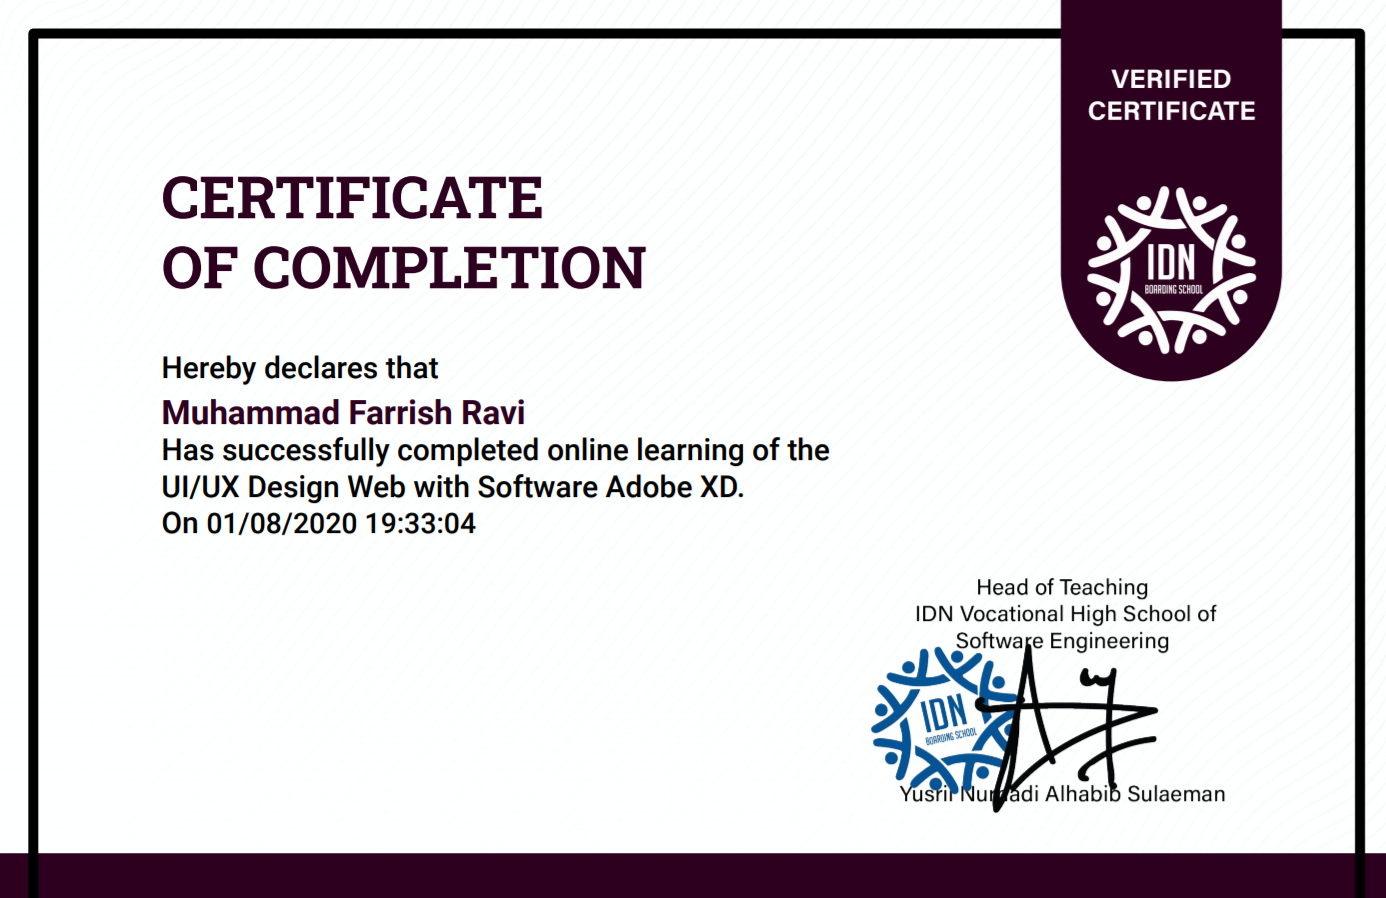 VERIFIED
CERTIFICATE
IDN
BOARDING SCHOOL
CERTIFICATE
OF COMPLETION
Hereby declares that
Muhammad Farrish Ravi
Has successfully completed online learning of the
UI/UX Design Web with Software Adobe XD.
On 01/08/2020 19:33:04
Head of Teaching
IDN Vocational High School of
Software Engineering
IDN
BOARDING SCHOOL
Alhabib Sulaeman